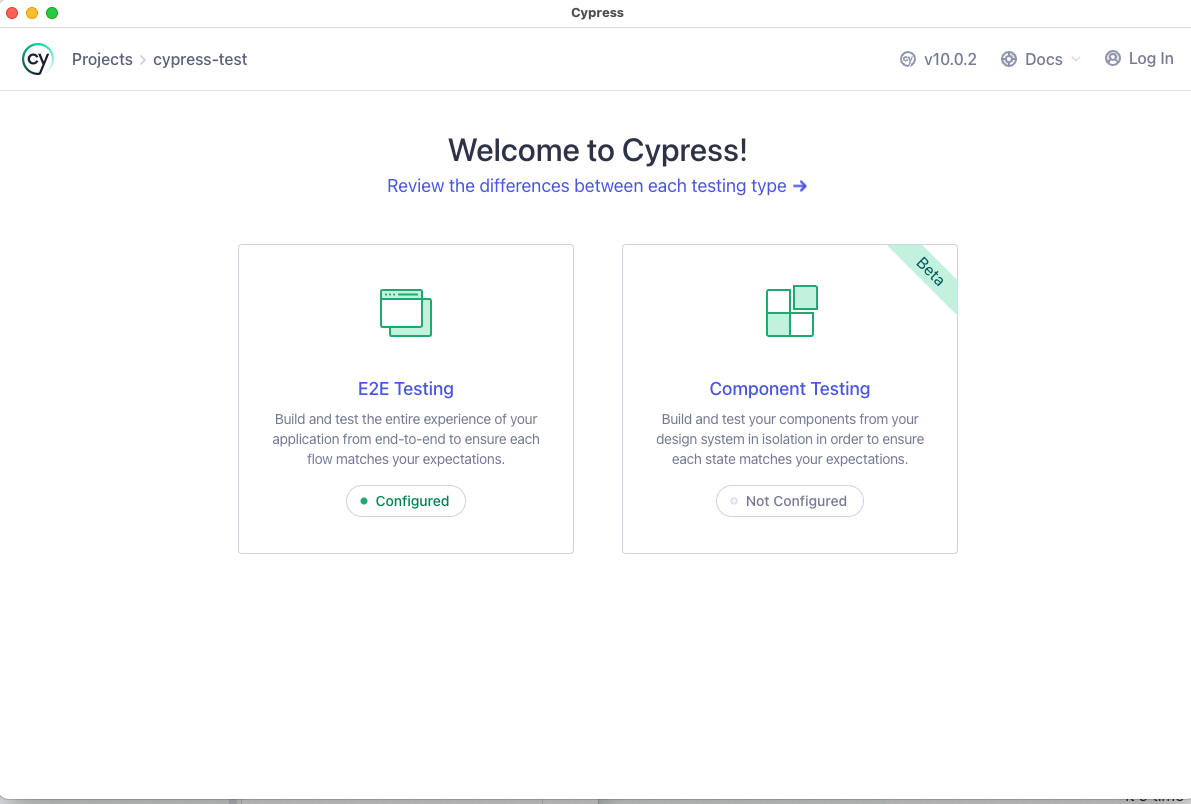 Cypress
cy Projects cypress-test cy v10.0.2 Docs Log In
Welcome to Cypress!
Review the differences between each testing type →
Beta
E2E Testing
Build and test the entire experience of your
application from end-to-end to ensure each
flow matches your expectations.
Configured
Component Testing
Build and test your components from your
design system in isolation in order to ensure
each state matches your expectations.
Not Configured